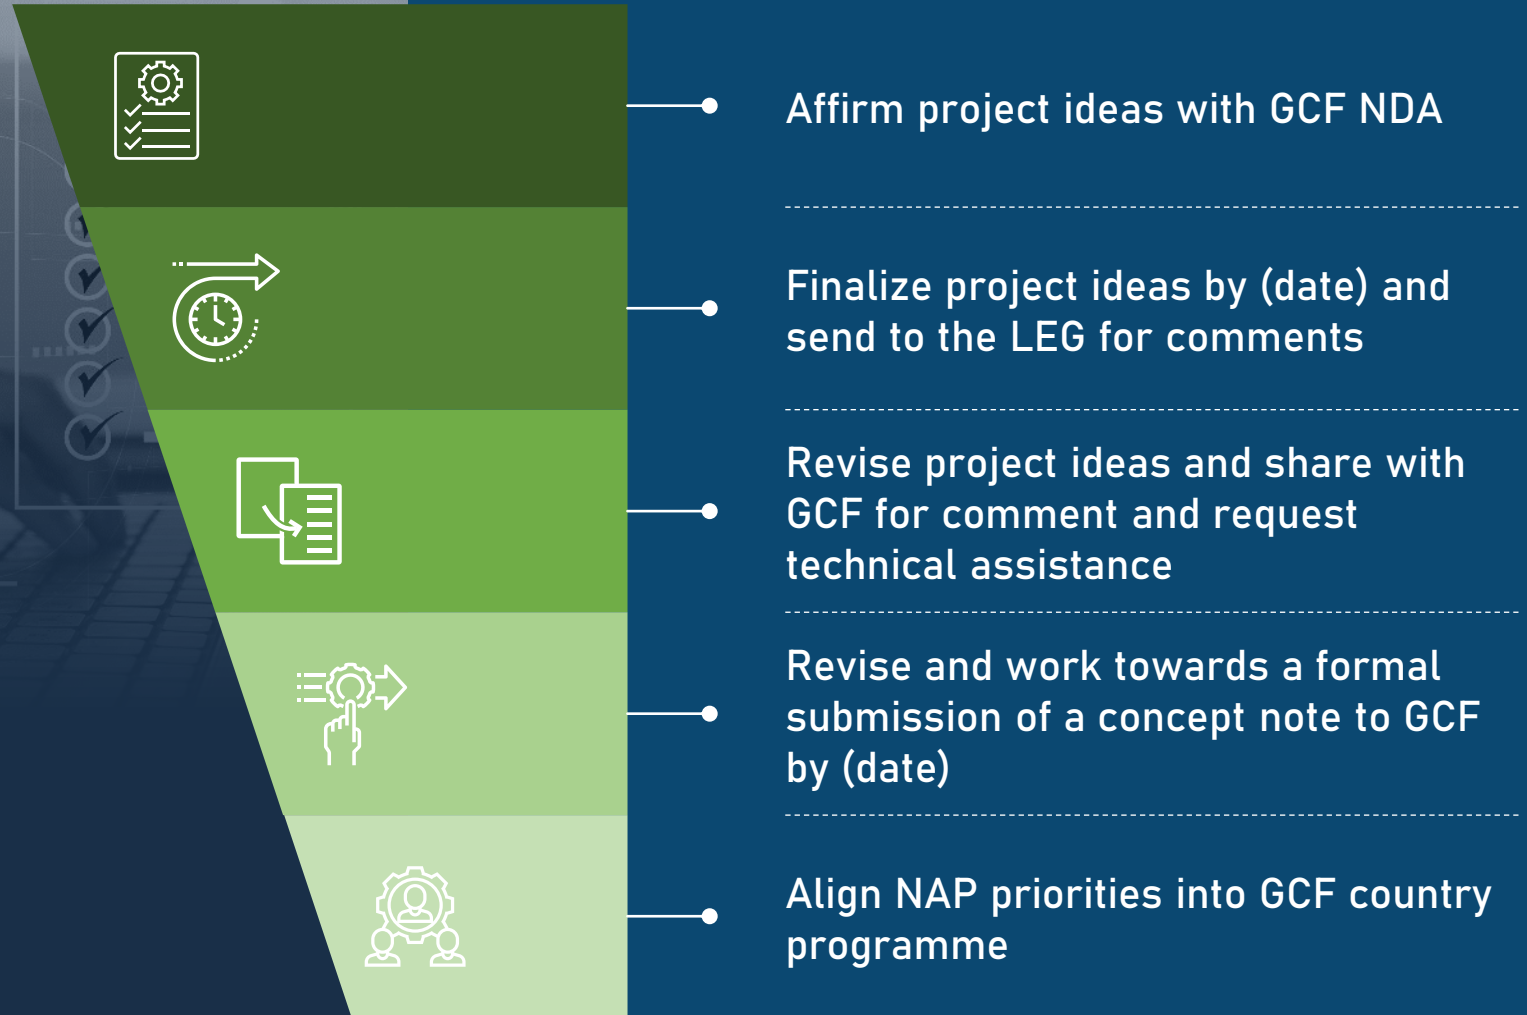 Affirm project ideas with GCF NDA
Finalize project ideas by (date) and
send to the LEG for comments
Revise project ideas and share with
GCF for comment and request
technical assistance
Revise and work towards a formal
submission of a concept note to GCF
by (date)
Align NAP priorities into GCF country
programme